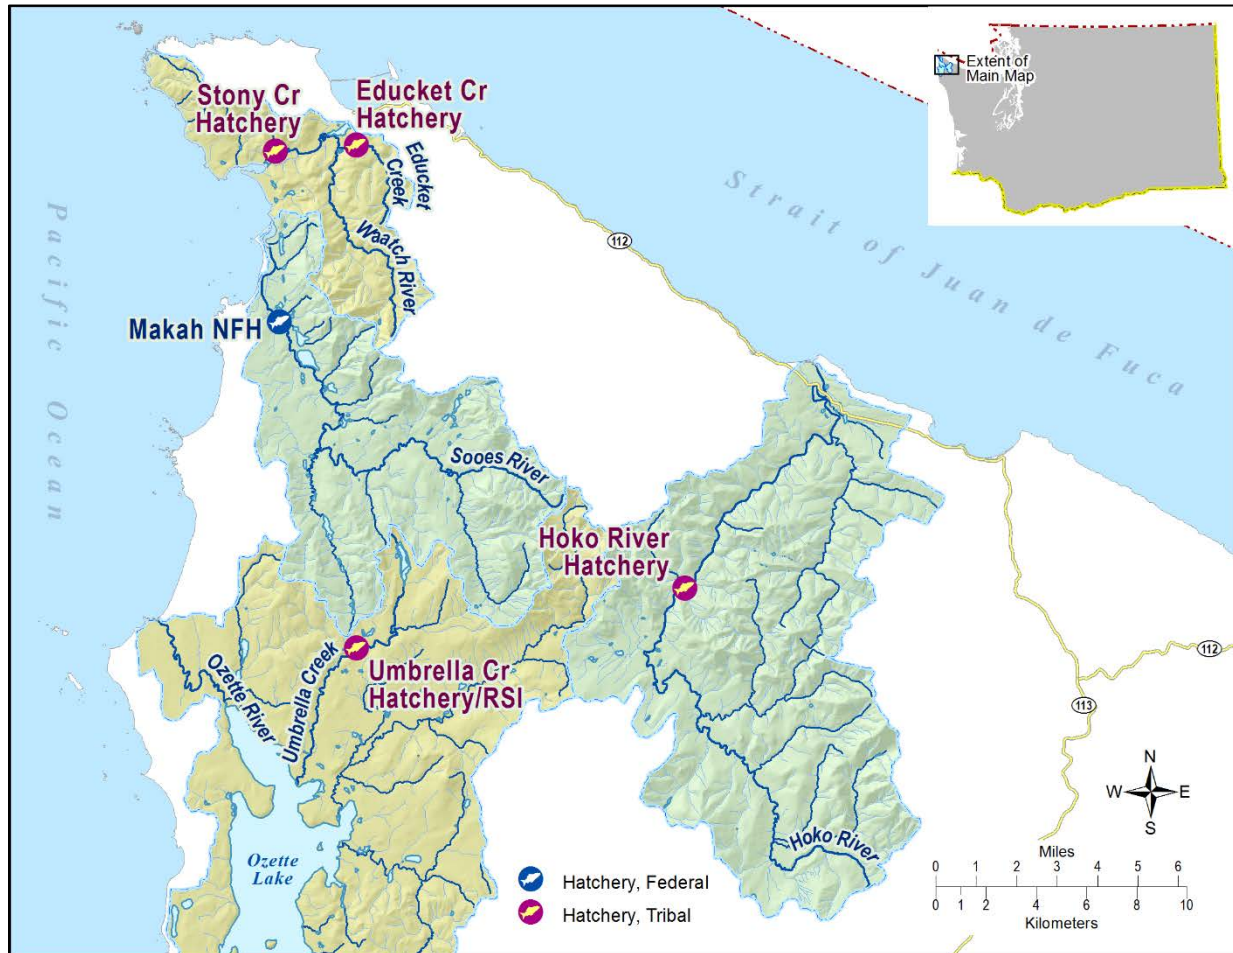 Stony Cr
Hatchery
Educket Cr
Hatchery
Educket
Creek
Waatch River
Pacific Ocean
Strait of Juan de Fuca
112
Extent of
Main Map
Makah NFH
Sooes River
Hoko River
Hatchery
Umbrella Cr
Hatchery/RSI
Ozette River
Umbrella Creek
112
113
Hoko River
Ozette
Lake
Hatchery, Federal
Hatchery, Tribal
N
W E
S
Miles
0 1 2 3 4 5 6
0 1 2 4 6 8 10
Kilometers